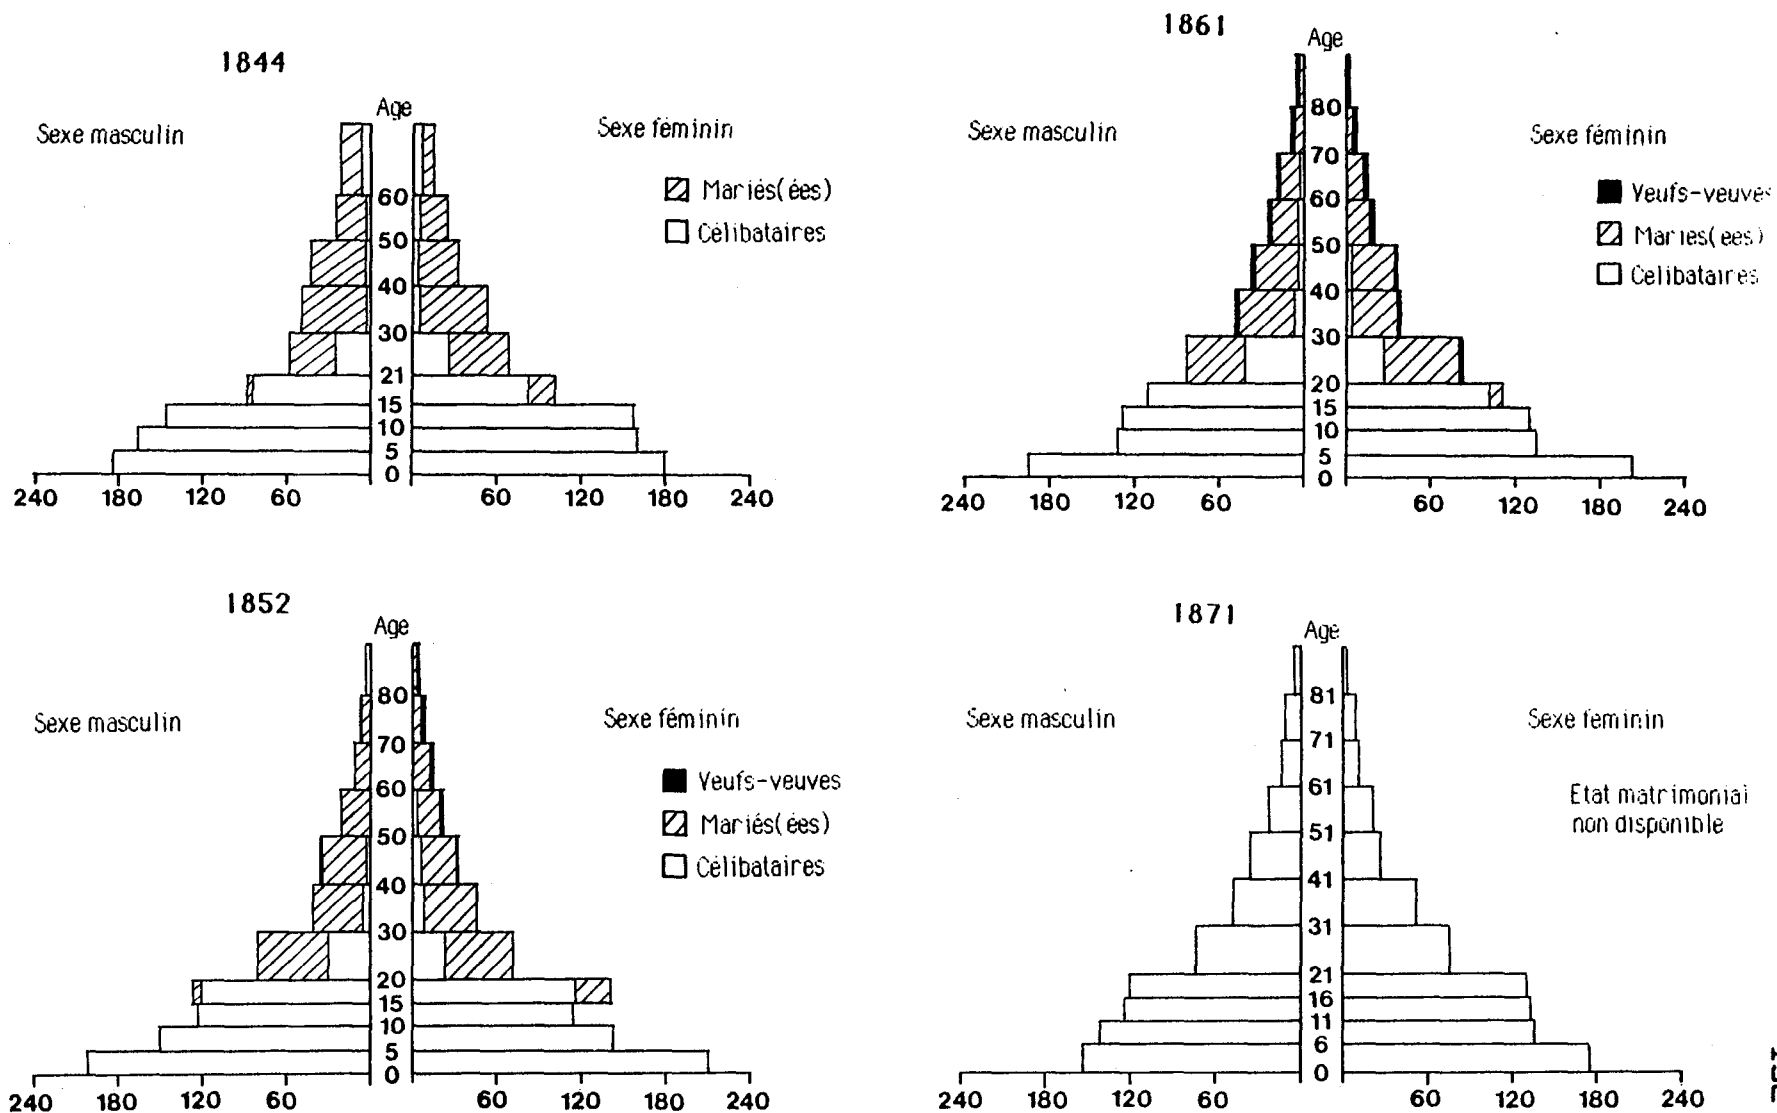 1844
Age
Sexe masculin
Sexe féminin
Mariés(ées)
Célibataires
60
50
40
30
21
15
10
5
0
240 180 120 60 60 120 180 240
1861
Age
Sexe masculin
Sexe féminin
Veufs-veuves
Mariés(ees)
Celibataires
80
70
60
50
40
30
20
15
10
5
0
240 180 120 60 60 120 180 240
1852
Age
Sexe masculin
Sexe féminin
Veufs-veuves
Mariés(ées)
Célibataires
80
70
60
50
40
30
20
15
10
5
0
240 180 120 60 60 120 180 240
1871
Age
Sexe masculin
Sexe feminin
Etat matrimonial
non disponible
81
71
61
51
41
31
21
16
11
6
0
240 180 120 60 60 120 180 240